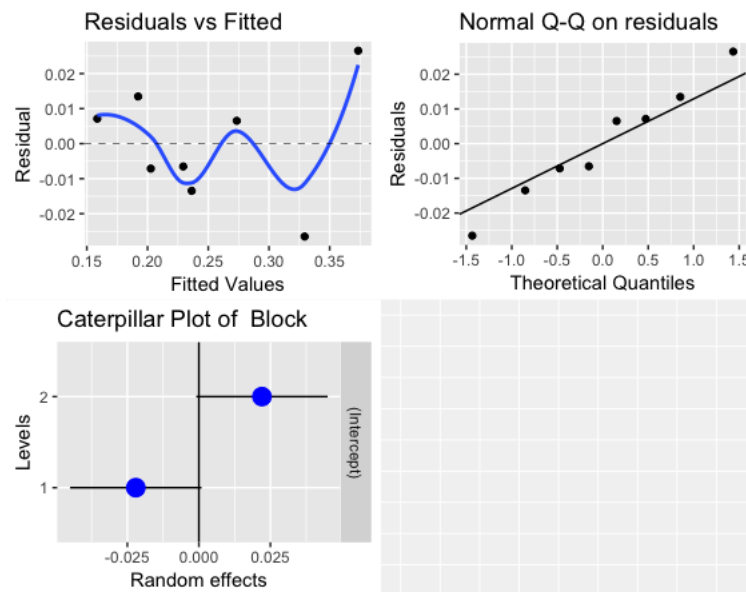 Residuals vs Fitted
Residual
0.02
0.01
0.00
-0.01
-0.02
0.15 0.20 0.25 0.30 0.35
Fitted Values
Normal Q-Q on residuals
Residuals
0.02
0.01
0.00
-0.01
-0.02
-1.5 -1.0 -0.5 0.0 0.5 1.0 1.5
Theoretical Quantiles
Caterpillar Plot of Block
Levels
2
1
(Intercept)
-0.025 0.000 0.025
Random effects